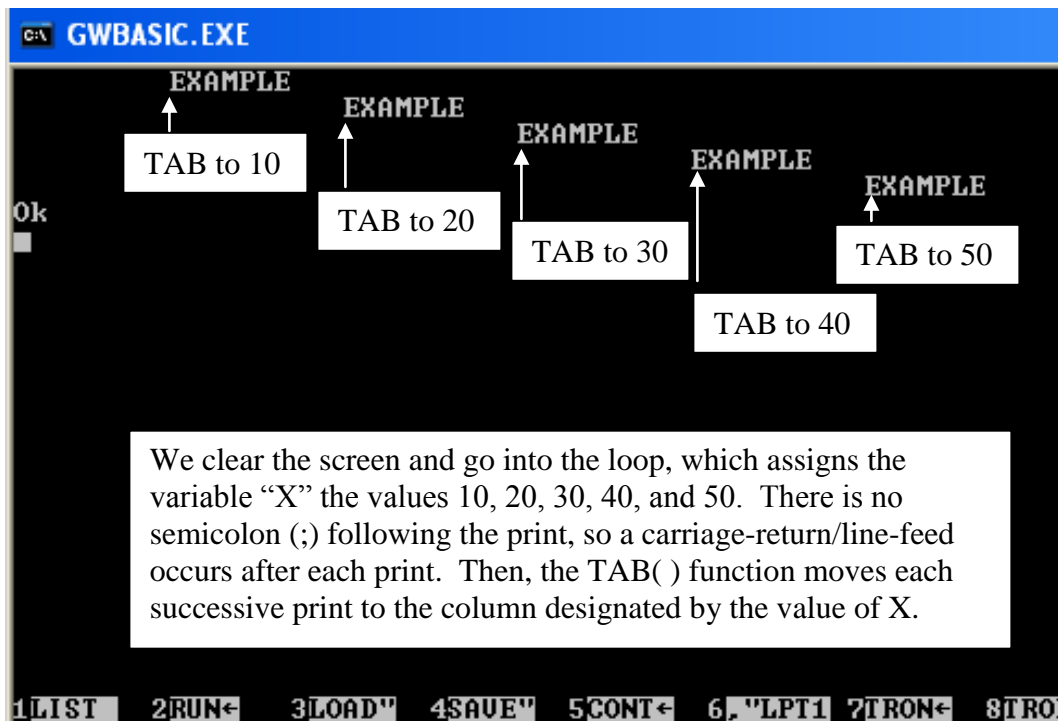 GWBASIC.EXE
EXAMPLE
EXAMPLE
EXAMPLE
EXAMPLE
EXAMPLE
TAB to 10
Ok
TAB to 20
TAB to 30
TAB to 50
TAB to 40
We clear the screen and go into the loop, which assigns the
variable “X” the values 10, 20, 30, 40, and 50. There is no
semicolon (;) following the print, so a carriage-return/line-feed
occurs after each print. Then, the TAB( ) function moves each
successive print to the column designated by the value of X.
1LIST 2RUN← 3LOAD" 4SAVE" 5CONT← 6,"LPT1 7TRON← 8TRO